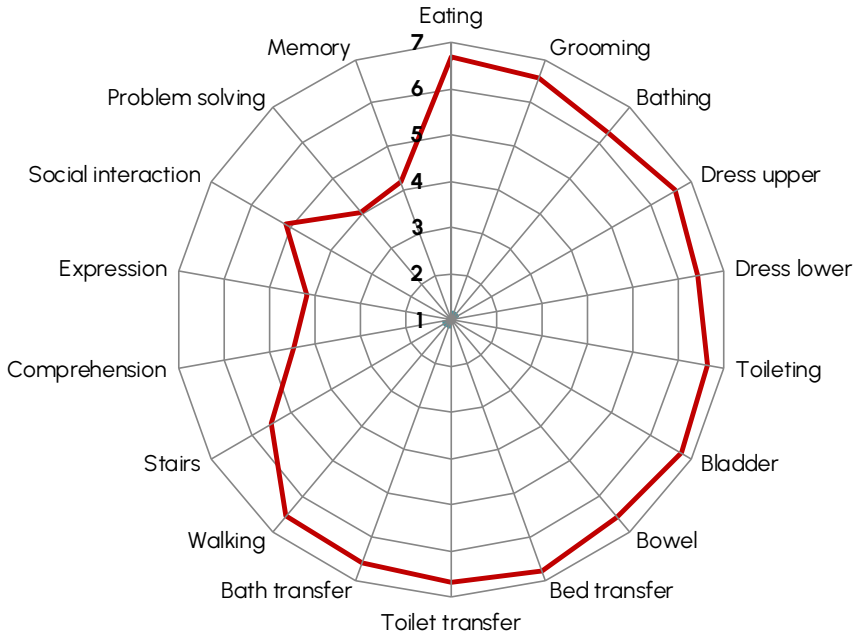 Eating
Memory
7
Grooming
Problem solving
6
Bathing
5
Social interaction
4
Dress upper
3
Expression
2
Dress lower
1
Comprehension
Toileting
Stairs
Bladder
Walking
Bowel
Bath transfer
Bed transfer
Toilet transfer